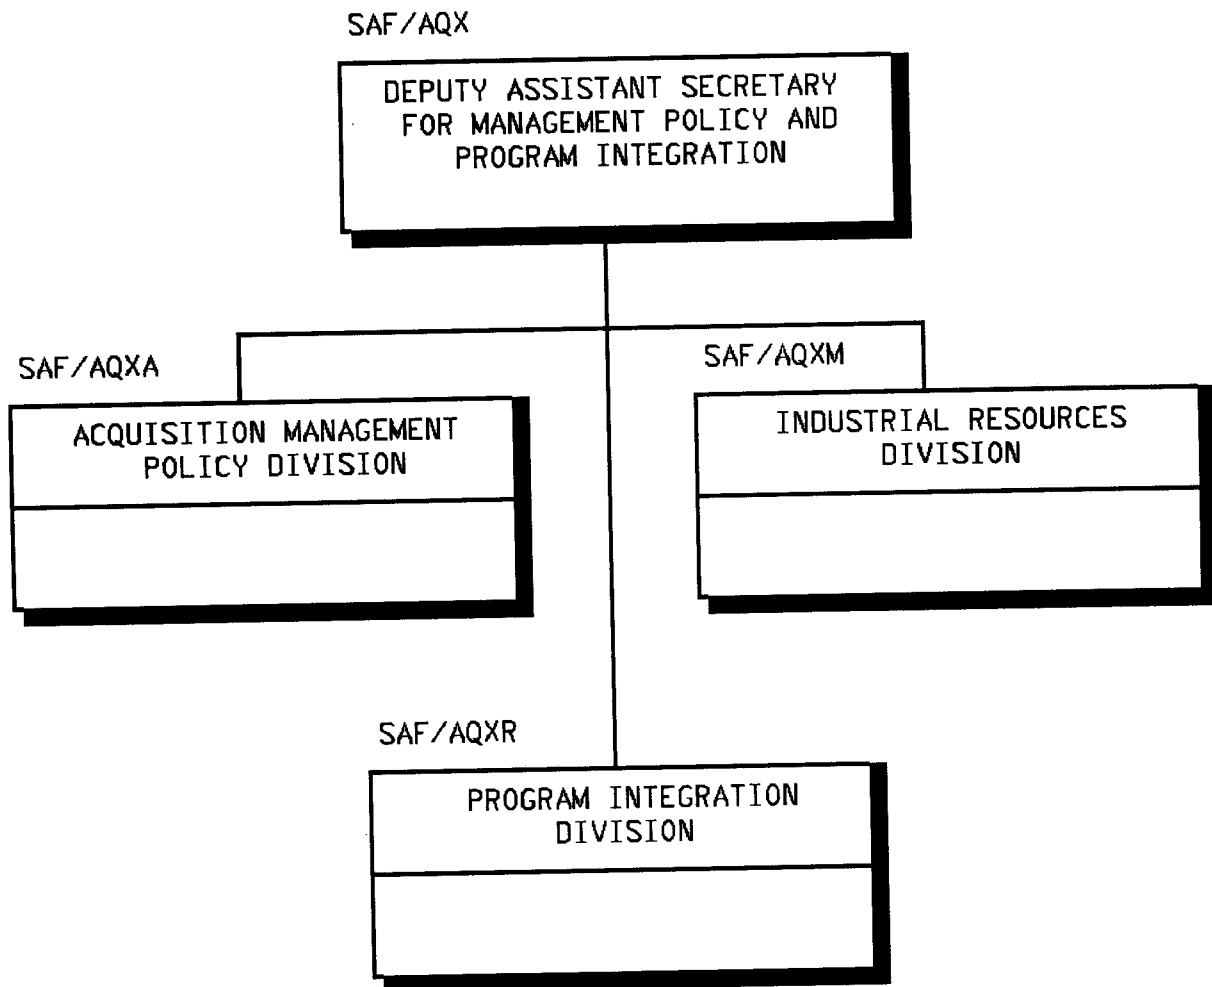 SAF/AQX
DEPUTY ASSISTANT SECRETARY
FOR MANAGEMENT POLICY AND
PROGRAM INTEGRATION
SAF/AQXA
ACQUISITION MANAGEMENT
POLICY DIVISION
SAF/AQXM
INDUSTRIAL RESOURCES
DIVISION
SAF/AQXR
PROGRAM INTEGRATION
DIVISION